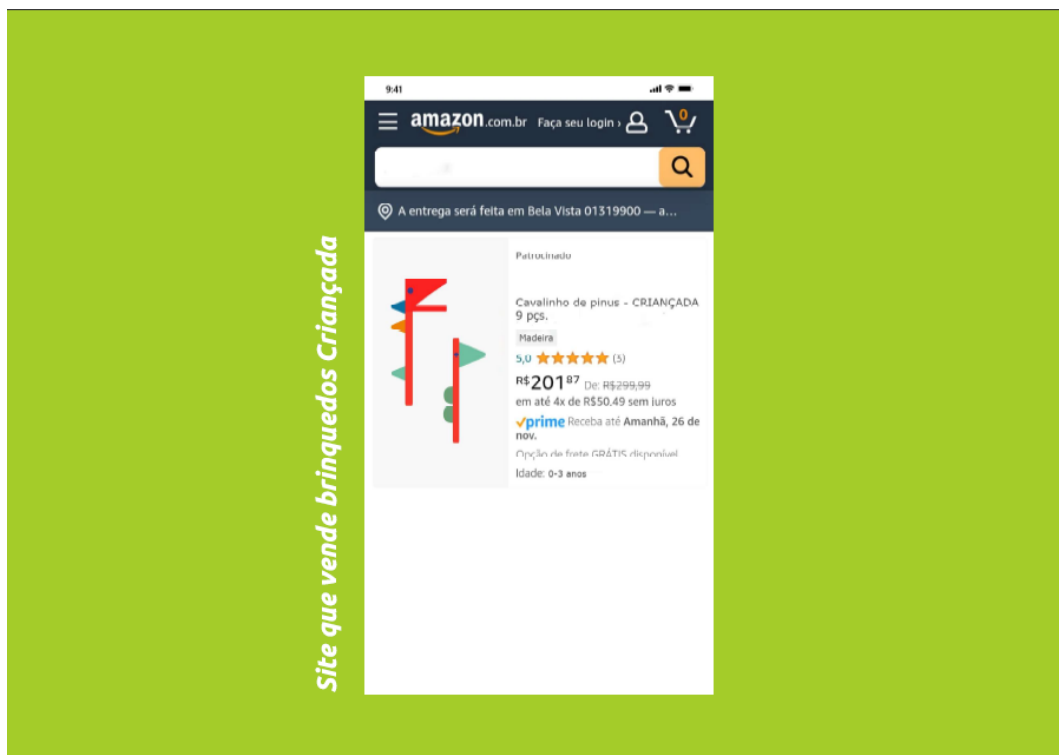 Site que vende brinquedos Criançada
9:41
amazon.com.br Faça seu login › 0
A entrega será feita em Bela Vista 01319900 — a...
Patrocinado
Cavalinho de pinus - CRIANÇADA
9 pçs.
Madeira
5,0 (3)
R$20187 De: R$299,99
em até 4x de R$50.49 sem juros
prime Receba até Amanhã, 26 de
nov.
Opção de frete GRÁTIS disponível
Idade: 0-3 anos